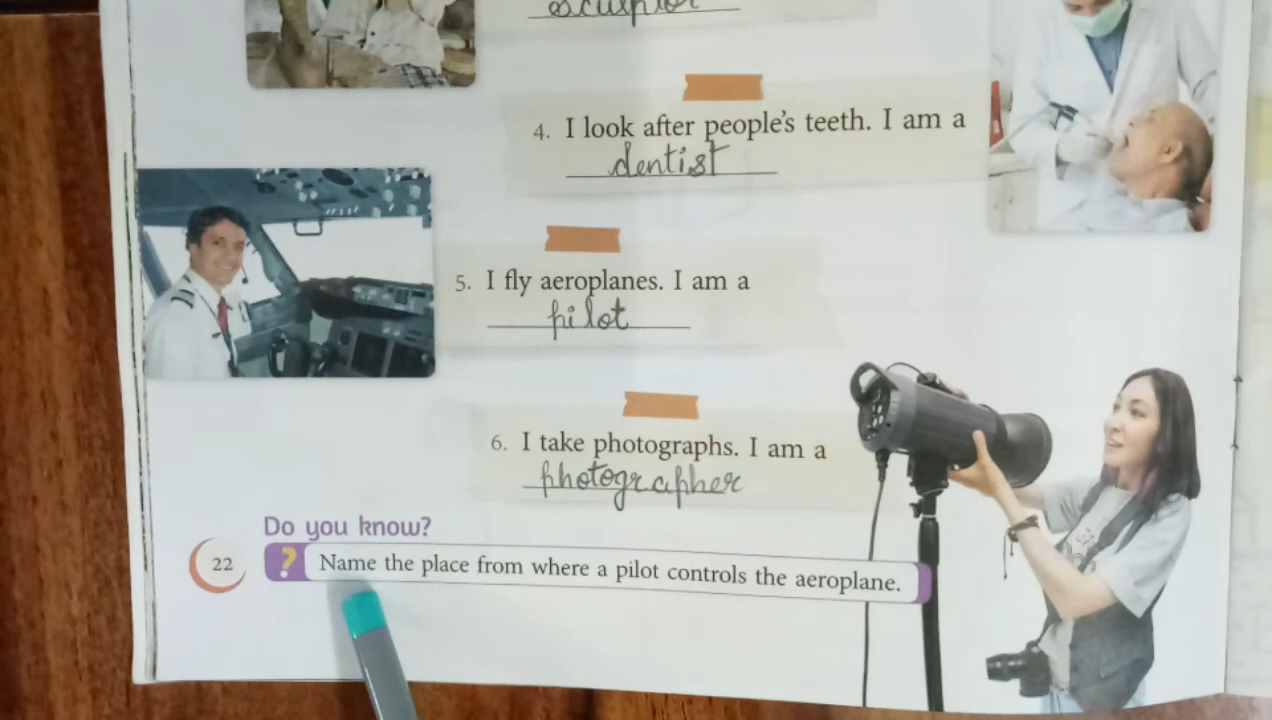 sculptor
4. I look after people's teeth. I am a
dentist
5. I fly aeroplanes. I am a
pilot
6. I take photographs. I am a
photographer
Do you know?
22
? Name the place from where a pilot controls the aeroplane.